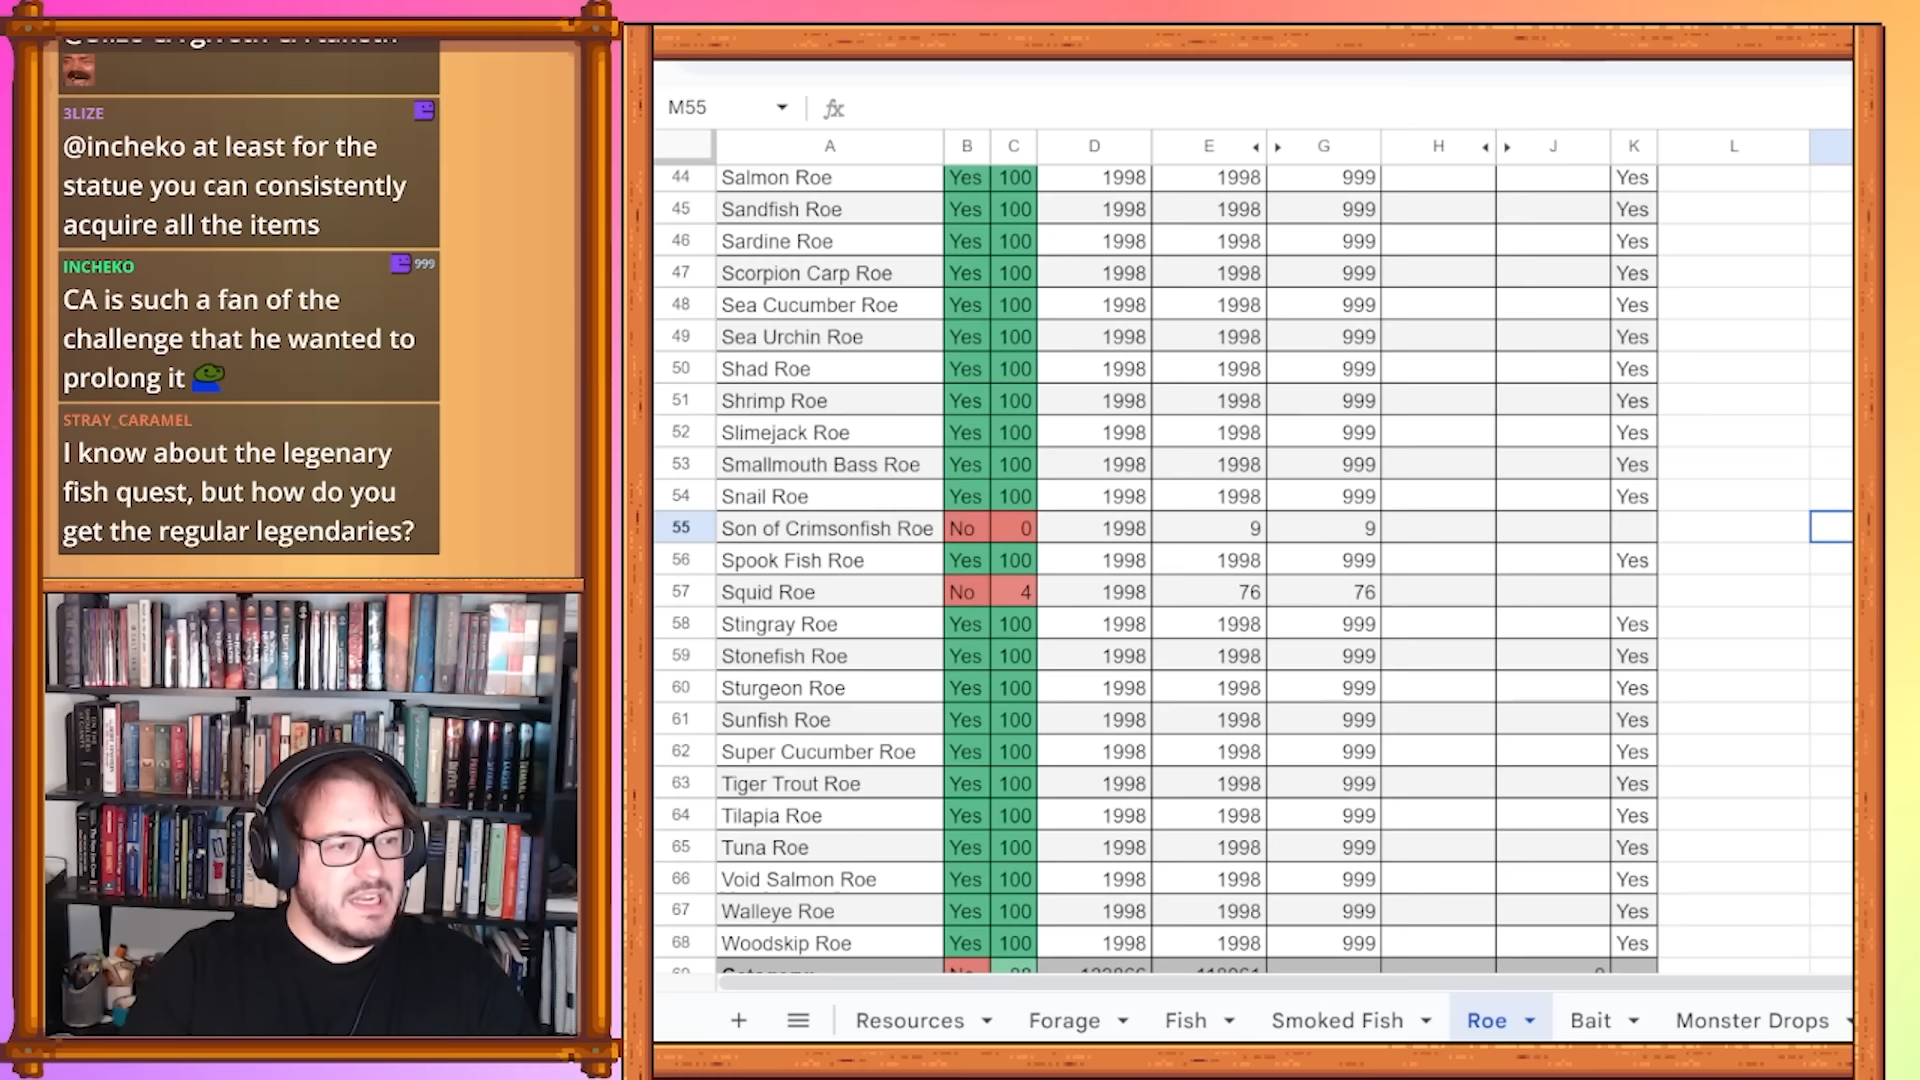 3LIZE
@incheko at least for the
statue you can consistently
acquire all the items
INCHEKO 999
CA is such a fan of the
challenge that he wanted to
prolong it
STRAY_CARAMEL
I know about the legenary
fish quest, but how do you
get the regular legendaries?
M55 fx
A B C D E G H J K L
44 Salmon Roe Yes 100 1998 1998 999 Yes
45 Sandfish Roe Yes 100 1998 1998 999 Yes
46 Sardine Roe Yes 100 1998 1998 999 Yes
47 Scorpion Carp Roe Yes 100 1998 1998 999 Yes
48 Sea Cucumber Roe Yes 100 1998 1998 999 Yes
49 Sea Urchin Roe Yes 100 1998 1998 999 Yes
50 Shad Roe Yes 100 1998 1998 999 Yes
51 Shrimp Roe Yes 100 1998 1998 999 Yes
52 Slimejack Roe Yes 100 1998 1998 999 Yes
53 Smallmouth Bass Roe Yes 100 1998 1998 999 Yes
54 Snail Roe Yes 100 1998 1998 999 Yes
55 Son of Crimsonfish Roe No 0 1998 9 9
56 Spook Fish Roe Yes 100 1998 1998 999 Yes
57 Squid Roe No 4 1998 76 76
58 Stingray Roe Yes 100 1998 1998 999 Yes
59 Stonefish Roe Yes 100 1998 1998 999 Yes
60 Sturgeon Roe Yes 100 1998 1998 999 Yes
61 Sunfish Roe Yes 100 1998 1998 999 Yes
62 Super Cucumber Roe Yes 100 1998 1998 999 Yes
63 Tiger Trout Roe Yes 100 1998 1998 999 Yes
64 Tilapia Roe Yes 100 1998 1998 999 Yes
65 Tuna Roe Yes 100 1998 1998 999 Yes
66 Void Salmon Roe Yes 100 1998 1998 999 Yes
67 Walleye Roe Yes 100 1998 1998 999 Yes
68 Woodskip Roe Yes 100 1998 1998 999 Yes
Resources Forage Fish Smoked Fish Roe Bait Monster Drops